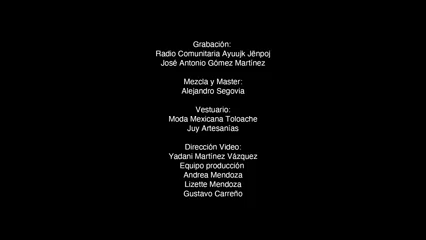 Grabación:
Radio Comunitaria Ayuujk Jënpoj
José Antonio Gómez Martínez
Mezcla y Master:
Alejandro Segovia
Vestuario:
Moda Mexicana Toloache
Juy Artesanías
Dirección Video:
Yadani Martínez Vázquez
Equipo producción
Andrea Mendoza
Lizette Mendoza
Gustavo Carreño